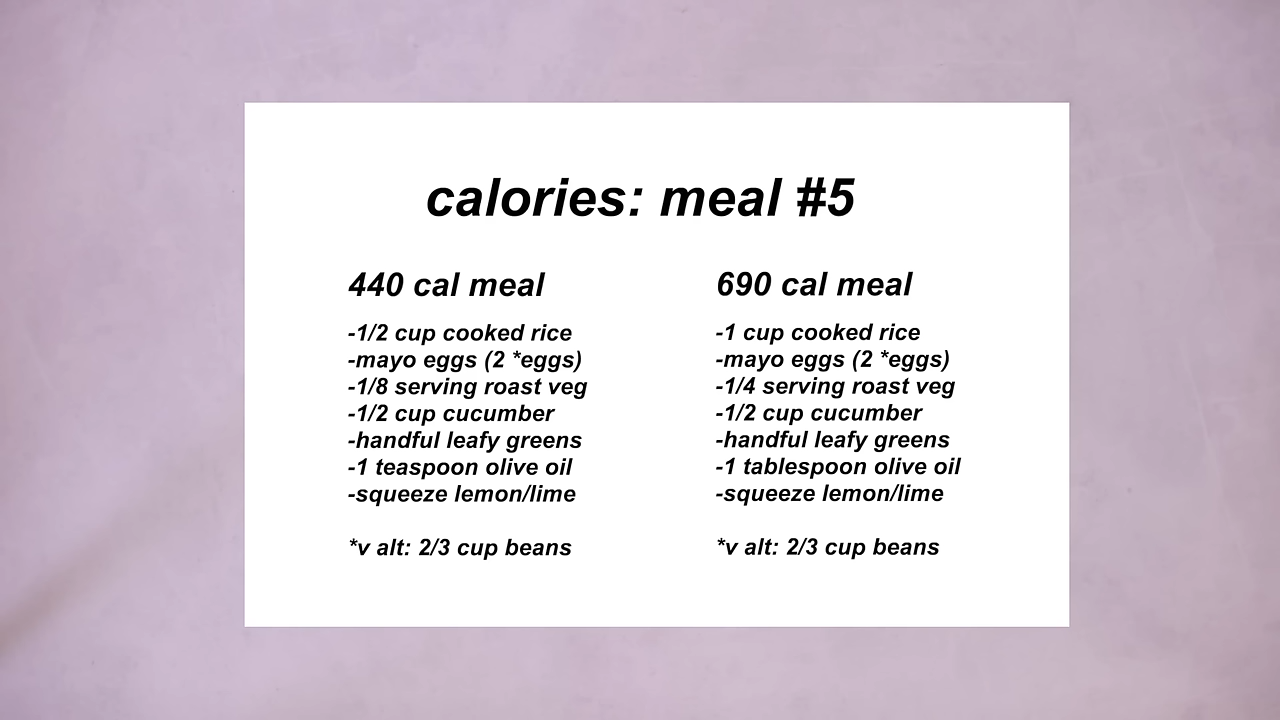 calories: meal #5
440 cal meal
-1/2 cup cooked rice
-mayo eggs (2 *eggs)
-1/8 serving roast veg
-1/2 cup cucumber
-handful leafy greens
-1 teaspoon olive oil
-squeeze lemon/lime
*v alt: 2/3 cup beans
690 cal meal
-1 cup cooked rice
-mayo eggs (2 *eggs)
-1/4 serving roast veg
-1/2 cup cucumber
-handful leafy greens
-1 tablespoon olive oil
-squeeze lemon/lime
*v alt: 2/3 cup beans